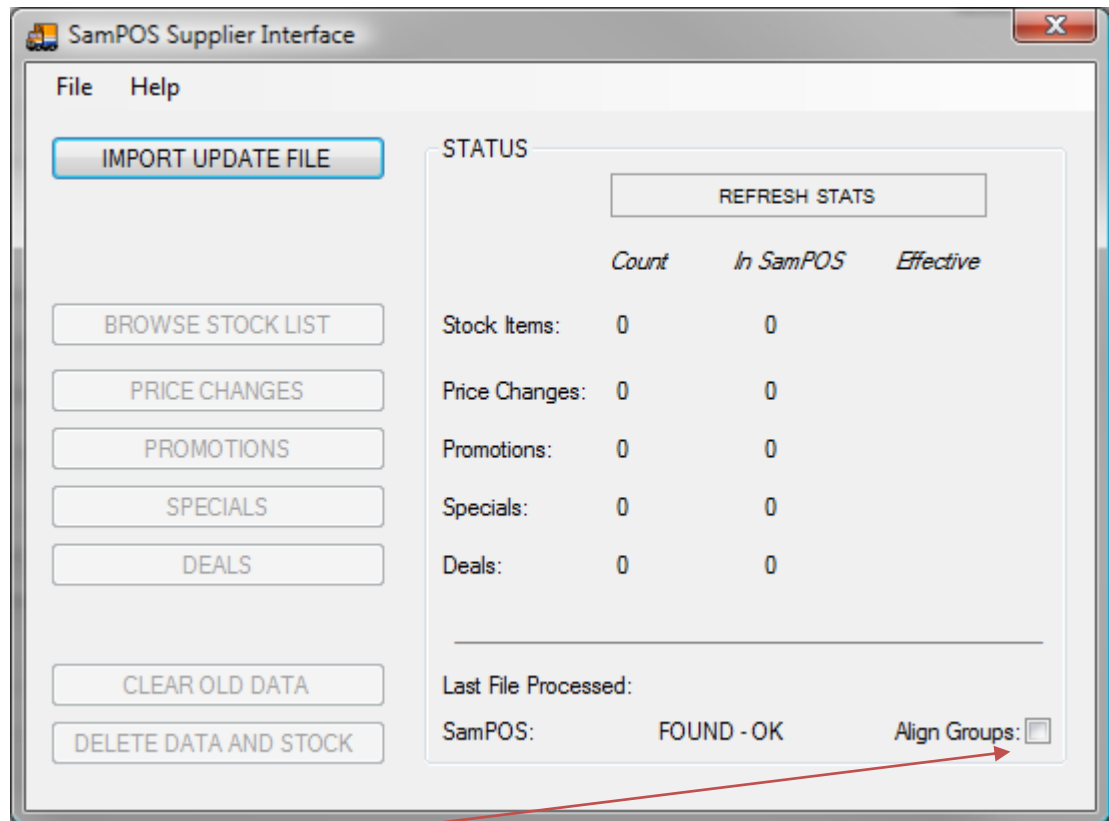 SamPOS Supplier Interface
File Help
IMPORT UPDATE FILE
STATUS
REFRESH STATS
Count In SamPOS Effective
BROWSE STOCK LIST
Stock Items: 0 0
PRICE CHANGES
Price Changes: 0 0
PROMOTIONS
Promotions: 0 0
SPECIALS
Specials: 0 0
DEALS
Deals: 0 0
CLEAR OLD DATA
Last File Processed:
DELETE DATA AND STOCK
SamPOS: FOUND - OK Align Groups: